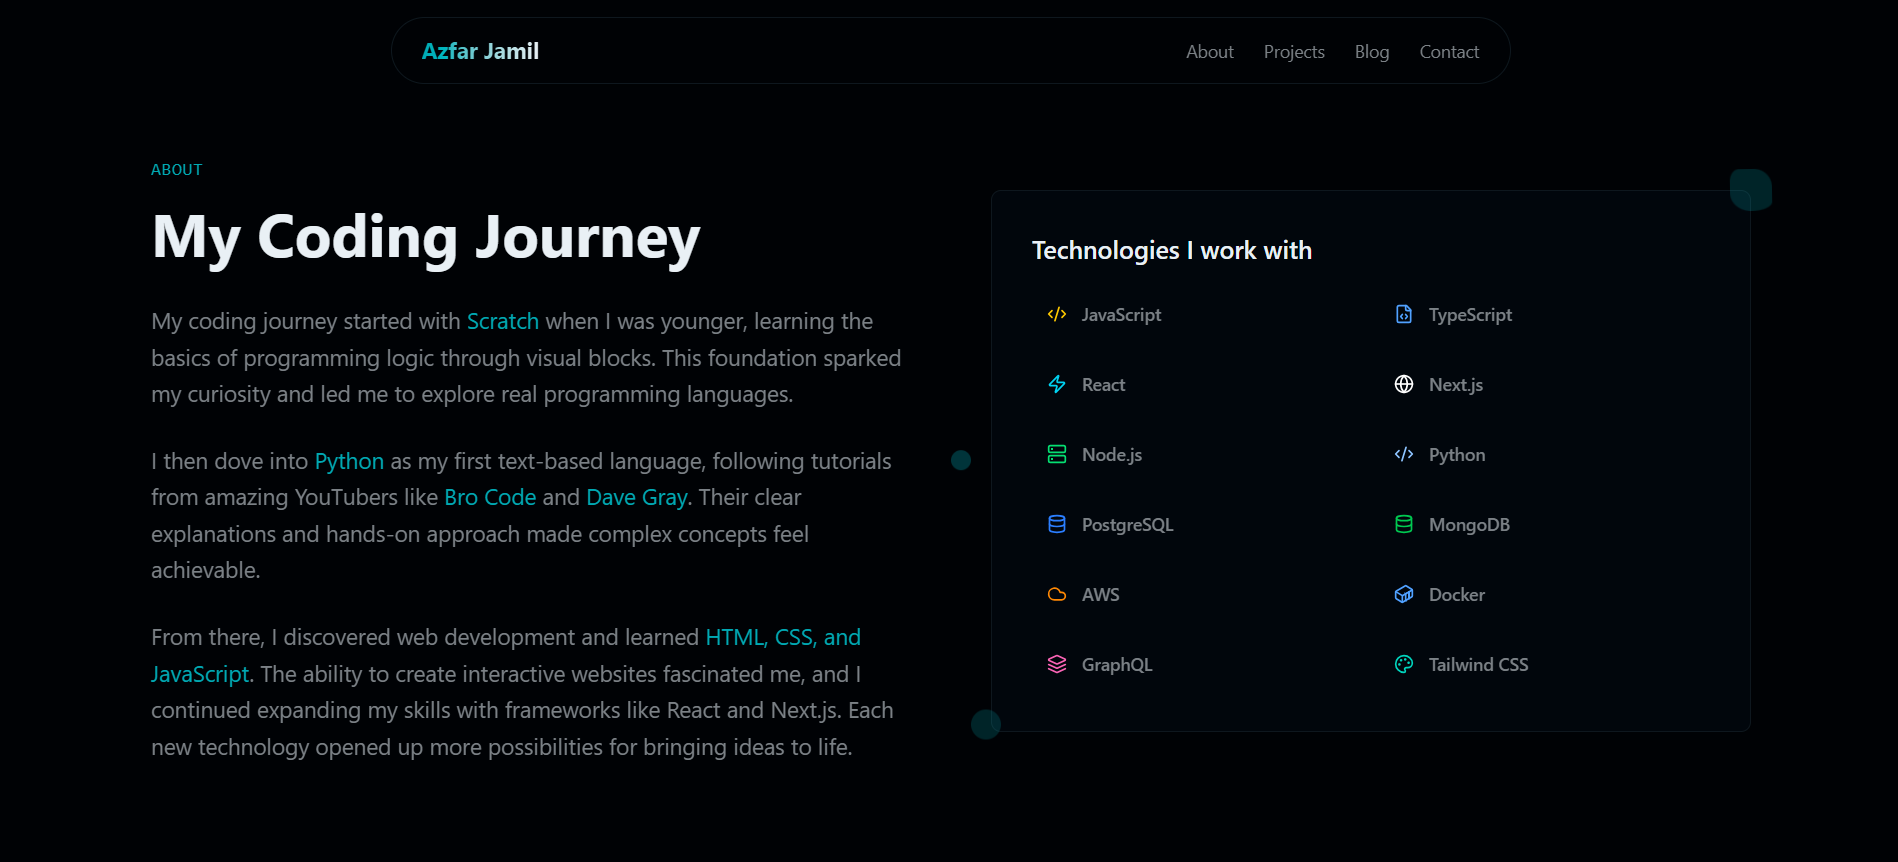 Azfar Jamil
About Projects Blog Contact
ABOUT
My Coding Journey
My coding journey started with Scratch when I was younger, learning the
basics of programming logic through visual blocks. This foundation sparked
my curiosity and led me to explore real programming languages.
I then dove into Python as my first text-based language, following tutorials
from amazing YouTubers like Bro Code and Dave Gray. Their clear
explanations and hands-on approach made complex concepts feel
achievable.
From there, I discovered web development and learned HTML, CSS, and
JavaScript. The ability to create interactive websites fascinated me, and I
continued expanding my skills with frameworks like React and Next.js. Each
new technology opened up more possibilities for bringing ideas to life.
Technologies I work with
JavaScript
TypeScript
React
Next.js
Node.js
Python
PostgreSQL
MongoDB
AWS
Docker
GraphQL
Tailwind CSS